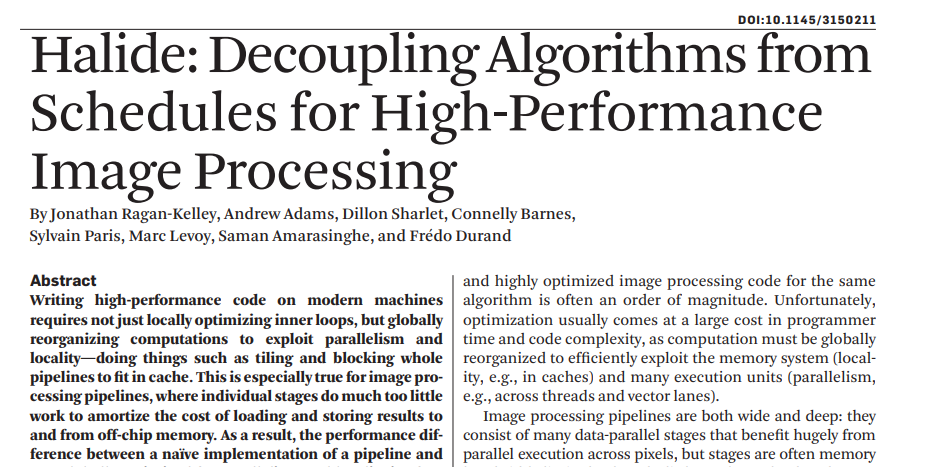 DOI:10.1145/3150211
Halide: Decoupling Algorithms from
Schedules for High-Performance
Image Processing
By Jonathan Ragan-Kelley, Andrew Adams, Dillon Sharlet, Connelly Barnes,
Sylvain Paris, Marc Levoy, Saman Amarasinghe, and Frédo Durand
Abstract
Writing high-performance code on modern machines
requires not just locally optimizing inner loops, but globally
reorganizing computations to exploit parallelism and
locality—doing things such as tiling and blocking whole
pipelines to fit in cache. This is especially true for image pro-
cessing pipelines, where individual stages do much too little
work to amortize the cost of loading and storing results to
and from off-chip memory. As a result, the performance dif-
ference between a naïve implementation of a pipeline and
and highly optimized image processing code for the same
algorithm is often an order of magnitude. Unfortunately,
optimization usually comes at a large cost in programmer
time and code complexity, as computation must be globally
reorganized to efficiently exploit the memory system (local-
ity, e.g., in caches) and many execution units (parallelism,
e.g., across threads and vector lanes).
Image processing pipelines are both wide and deep: they
consist of many data-parallel stages that benefit hugely from
parallel execution across pixels, but stages are often memory